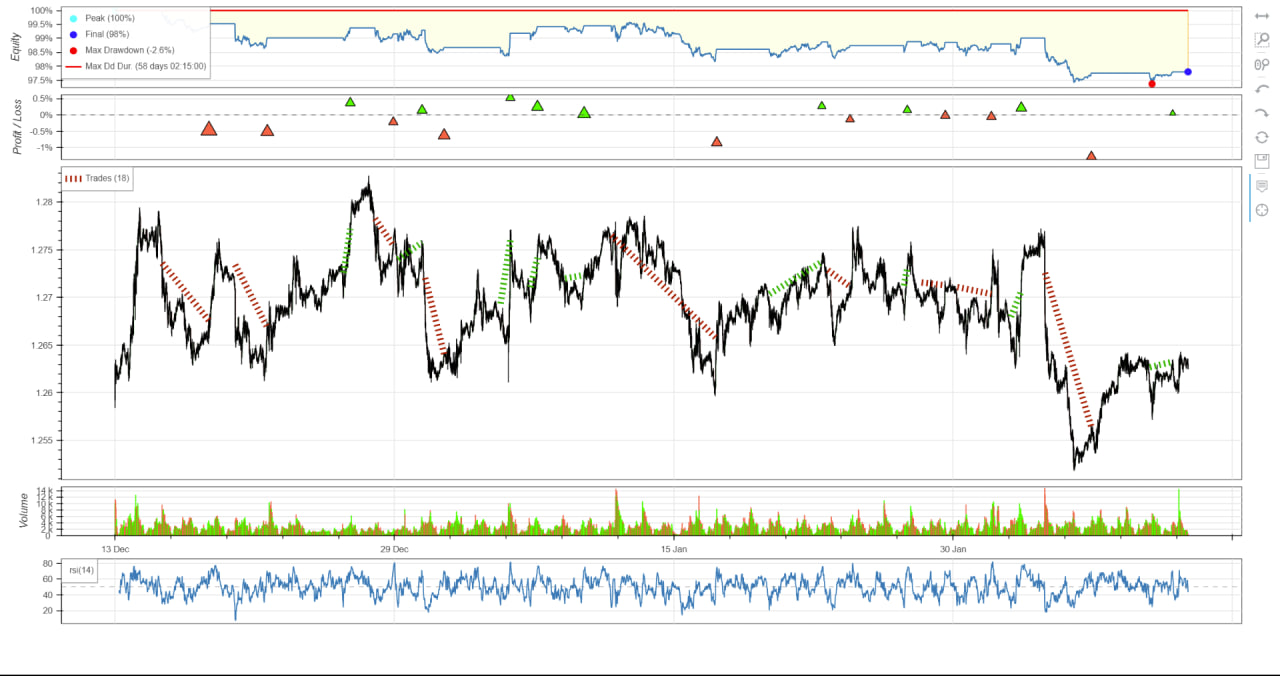 Equity
100%
99.5%
99%
98.5%
98%
97.5%
Peak (100%)
Final (98%)
Max Drawdown (-2.6%)
Max Dd Dur. (58 days 02:15:00)
Profit / Loss
0.5%
0%
-0.5%
-1%
Trades (18)
1.28
1.275
1.27
1.265
1.26
1.255
Volume
14 k
0
13 Dec
29 Dec
15 Jan
30 Jan
rsi(14)
80
60
40
20